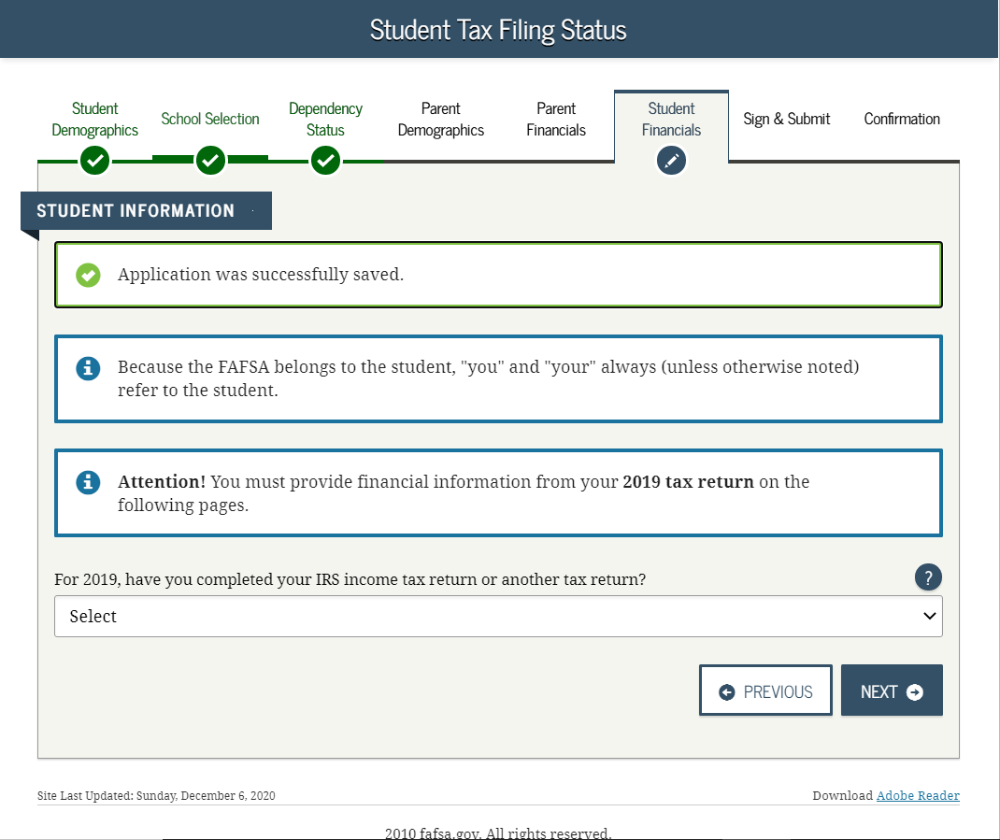 Student Tax Filing Status
Student
Demographics
School Selection
Dependency
Status
Parent
Demographics
Parent
Financials
Student
Financials
Sign & Submit
Confirmation
STUDENT INFORMATION
Application was successfully saved.
Because the FAFSA belongs to the student, "you" and "your" always (unless otherwise noted)
refer to the student.
Attention! You must provide financial information from your 2019 tax return on the
following pages.
For 2019, have you completed your IRS income tax return or another tax return?
?
Select
PREVIOUS
NEXT
Site Last Updated: Sunday, December 6, 2020
Download Adobe Reader
2010 fafsa.gov. All rights reserved.